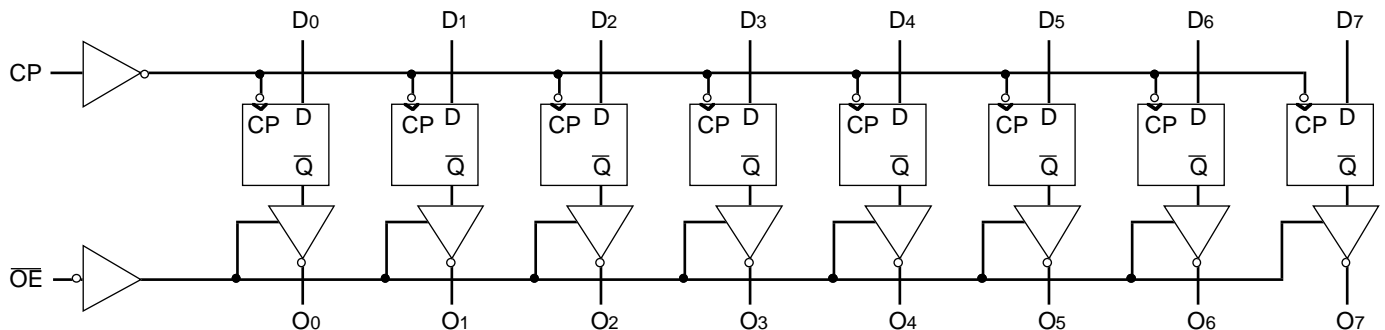 D0 D1 D2 D3 D4 D5 D6 D7
CP
CP D CP D CP D CP D CP D CP D CP D CP D
Q̅ Q̅ Q̅ Q̅ Q̅ Q̅ Q̅ Q̅
O̅E̅
O0 O1 O2 O3 O4 O5 O6 O7